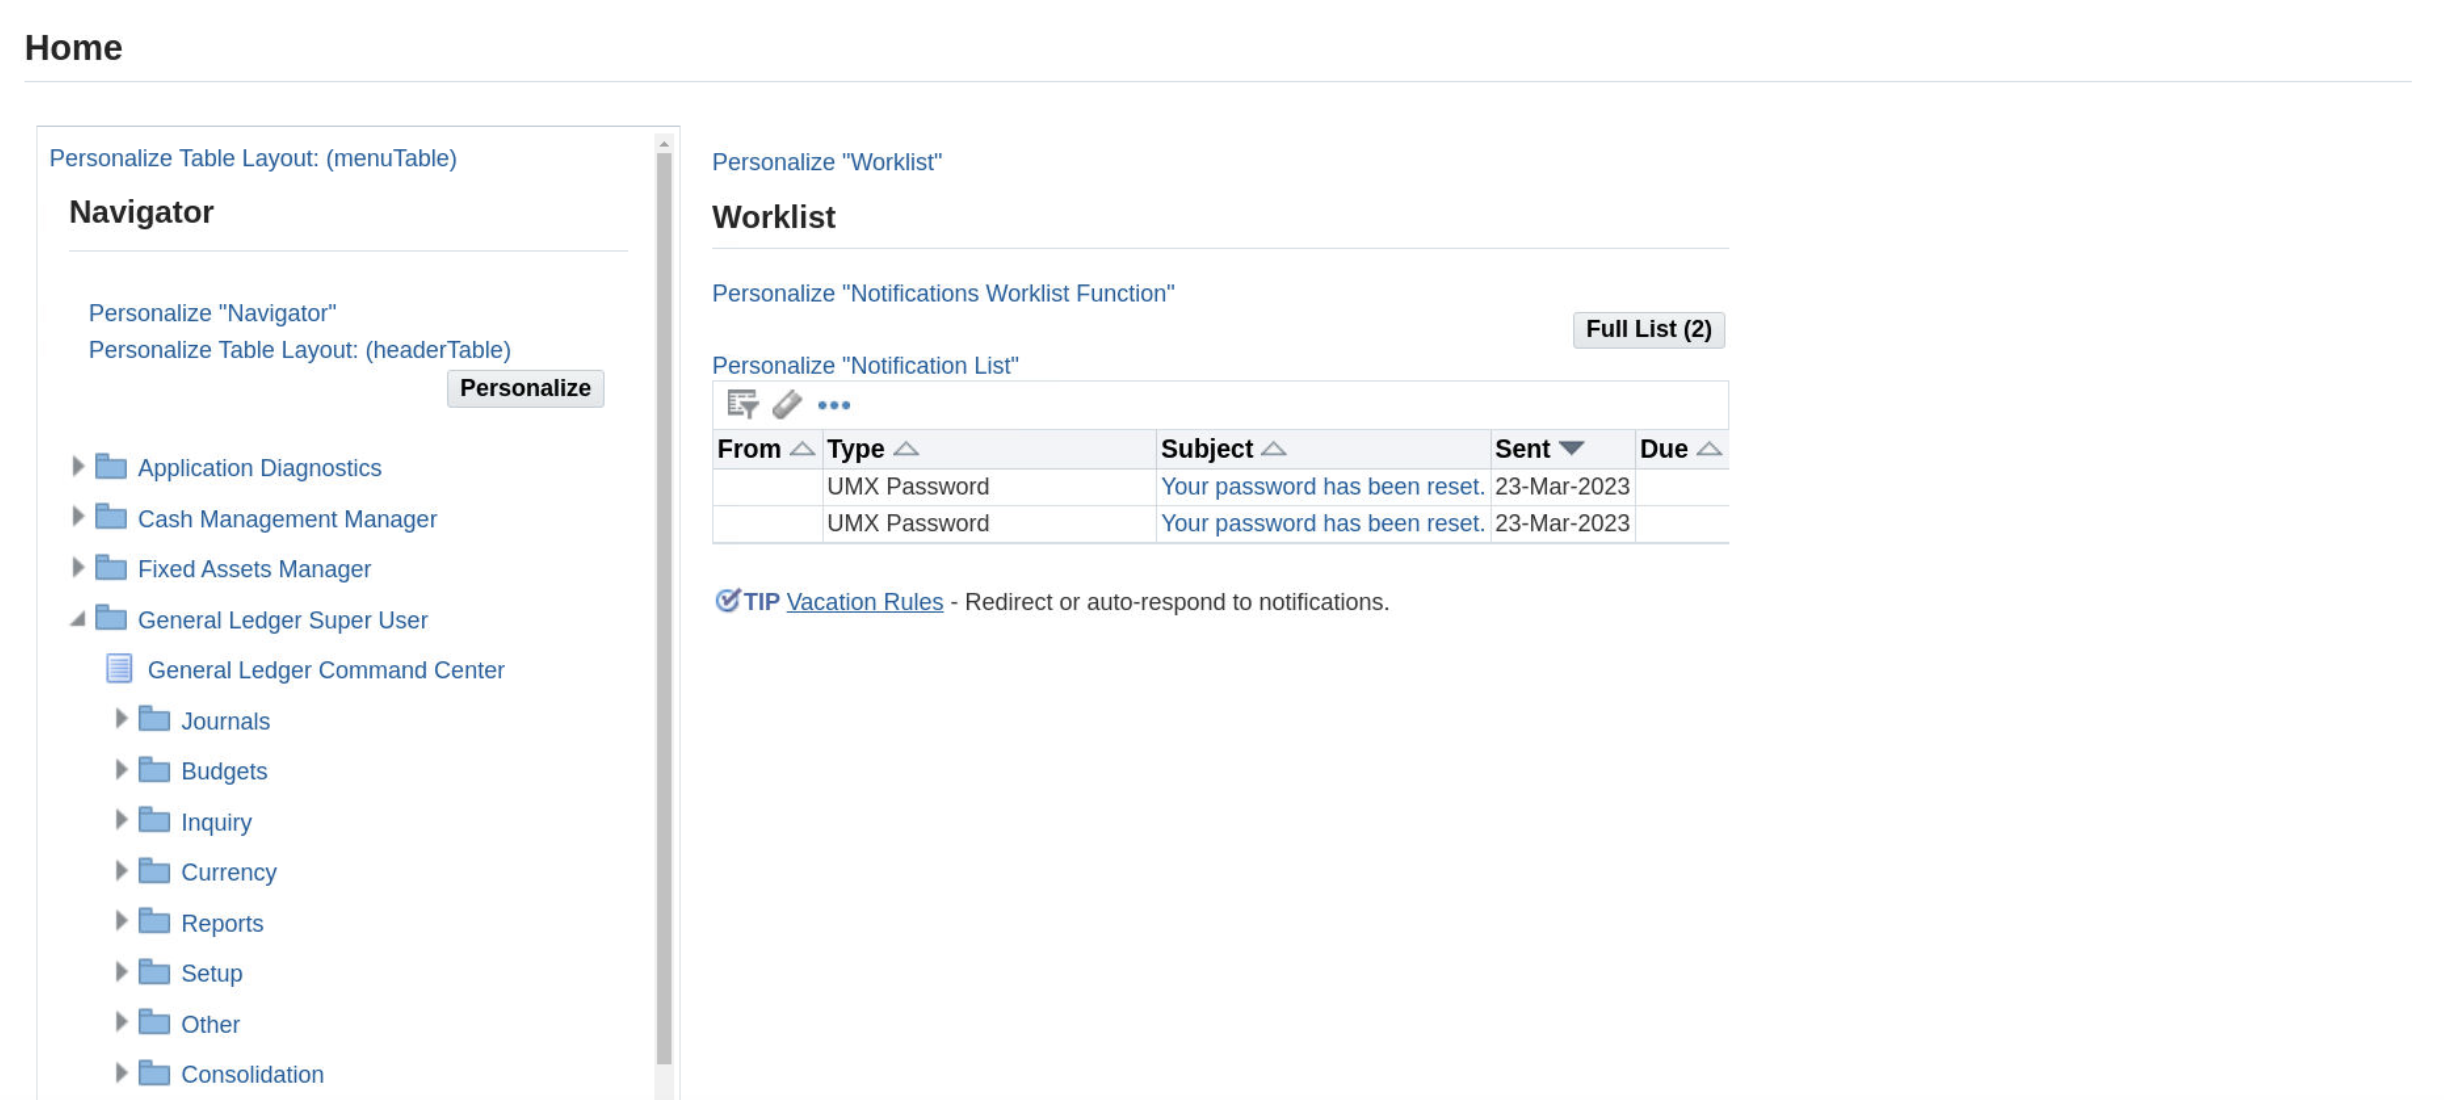 Home
Personalize Table Layout: (menuTable)
Navigator
Personalize "Navigator"
Personalize Table Layout: (headerTable)
Personalize
Application Diagnostics
Cash Management Manager
Fixed Assets Manager
General Ledger Super User
General Ledger Command Center
Journals
Budgets
Inquiry
Currency
Reports
Setup
Other
Consolidation
Personalize "Worklist"
Worklist
Personalize "Notifications Worklist Function"
Full List (2)
Personalize "Notification List"
From Type Subject Sent Due
UMX Password Your password has been reset. 23-Mar-2023
UMX Password Your password has been reset. 23-Mar-2023
TIP Vacation Rules - Redirect or auto-respond to notifications.